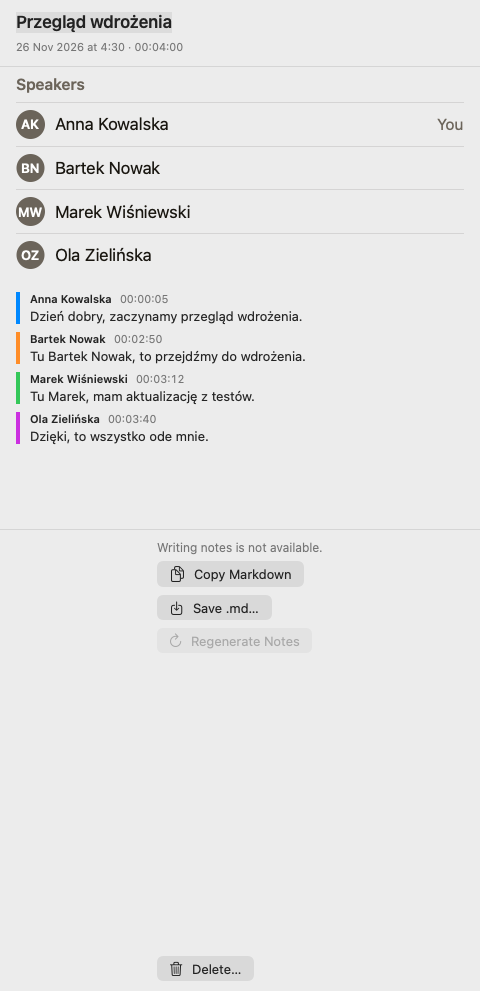 Przegląd wdrożenia
26 Nov 2026 at 4:30 · 00:04:00
Speakers
AK Anna Kowalska You
BN Bartek Nowak
MW Marek Wiśniewski
OZ Ola Zielińska
Anna Kowalska 00:00:05
Dzień dobry, zaczynamy przegląd wdrożenia.
Bartek Nowak 00:02:50
Tu Bartek Nowak, to przejdźmy do wdrożenia.
Marek Wiśniewski 00:03:12
Tu Marek, mam aktualizację z testów.
Ola Zielińska 00:03:40
Dzięki, to wszystko ode mnie.
Writing notes is not available.
Copy Markdown
Save .md…
Regenerate Notes
Delete…